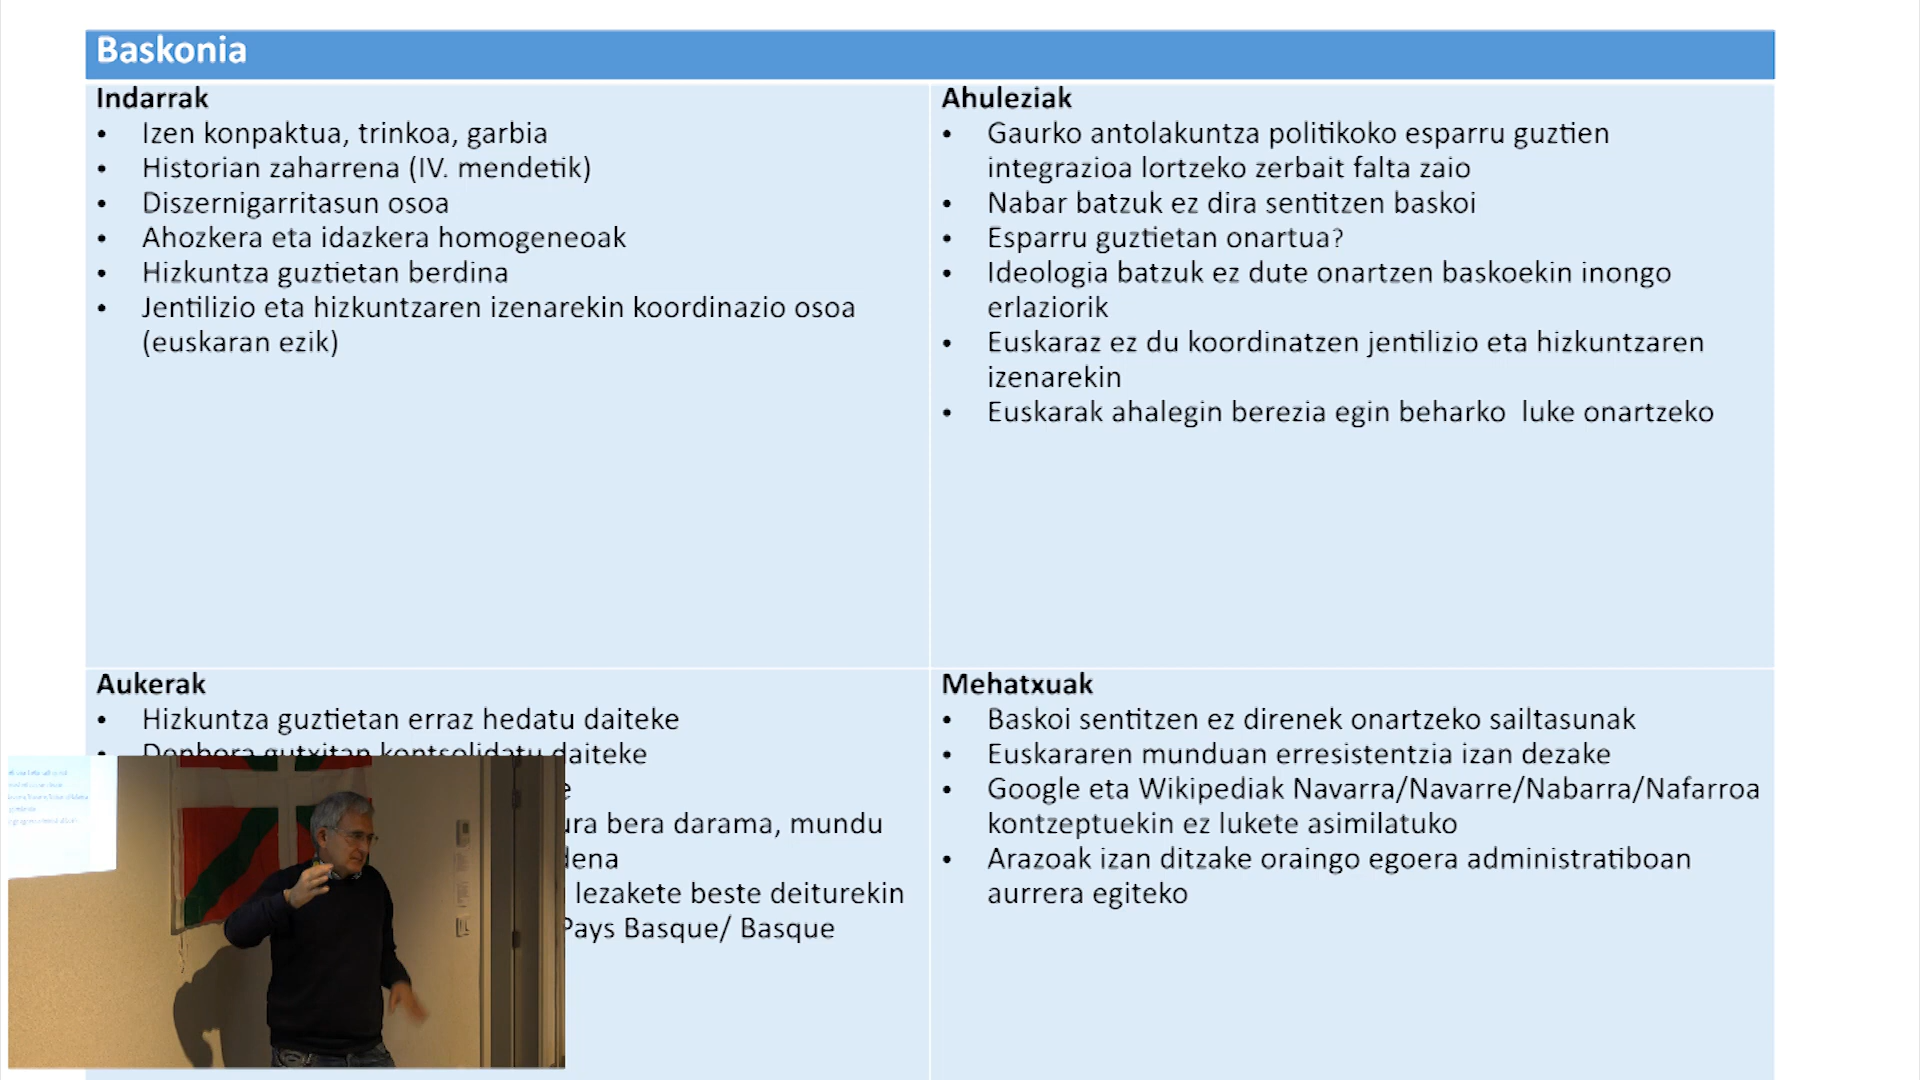 Baskonia
Indarrak
• Izen konpaktua, trinkoa, garbia
• Historian zaharrena (IV. mendetik)
• Diszernigarritasun osoa
• Ahozkera eta idazkera homogeneoak
• Hizkuntza guztietan berdina
• Jentilizio eta hizkuntzaren izenarekin koordinazio osoa
(euskaran ezik)
Ahuleziak
• Gaurko antolakuntza politikoko esparru guztien
integrazioa lortzeko zerbait falta zaio
• Nabar batzuk ez dira sentitzen baskoi
• Esparru guztietan onartua?
• Ideologia batzuk ez dute onartzen baskoekin inongo
erlaziorik
• Euskaraz ez du koordinatzen jentilizio eta hizkuntzaren
izenarekin
• Euskarak ahalegin berezia egin beharko luke onartzeko
Aukerak
• Hizkuntza guztietan erraz hedatu daiteke
• Denbora gutxitan kontsolidatu daiteke
bera darama, mundu
lezakete beste deiturekin
Pays Basque/ Basque
Mehatxuak
• Baskoi sentitzen ez direnek onartzeko sailtasunak
• Euskararen munduan erresistentzia izan dezake
• Google eta Wikipediak Navarra/Navarre/Nabarra/Nafarroa
kontzeptuekin ez lukete asimilatuko
• Arazoak izan ditzake oraingo egoera administratiboan
aurrera egiteko